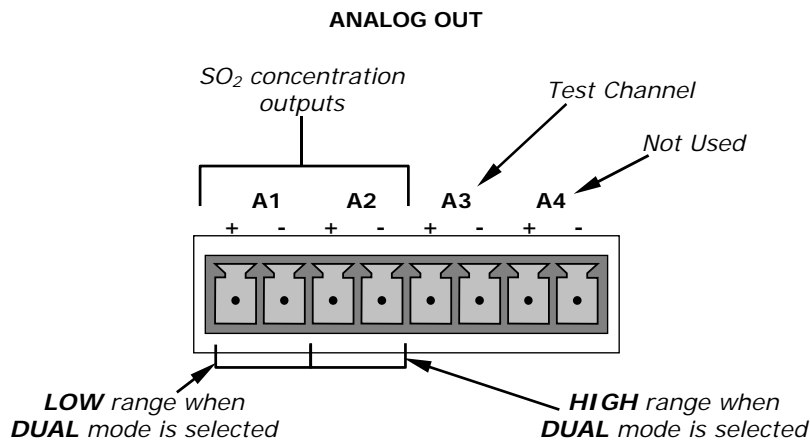 ANALOG OUT
SO₂ concentration
outputs
Test Channel
Not Used
A1 A2 A3 A4
+ - + - + - + -
LOW range when
DUAL mode is selected
HIGH range when
DUAL mode is selected